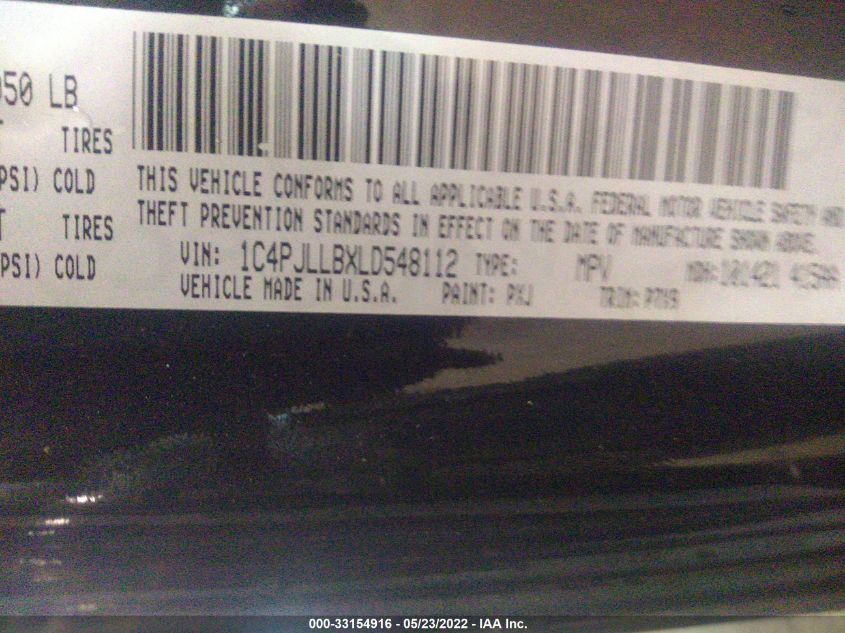 050 LB
TIRES
PSI) COLD
TIRES
PSI) COLD
THIS VEHICLE CONFORMS TO ALL APPLICABLE U.S.A. FEDERAL MOTOR VEHICLE SAFETY AND
THEFT PREVENTION STANDARDS IN EFFECT ON THE DATE OF MANUFACTURE SHOWN ABOVE.
VIN: 1C4PJLLBXLD548112 TYPE: MPV MDH:
VEHICLE MADE IN U.S.A. PAINT: PXJ TRIM:
000-33154916 - 05/23/2022 - IAA Inc.